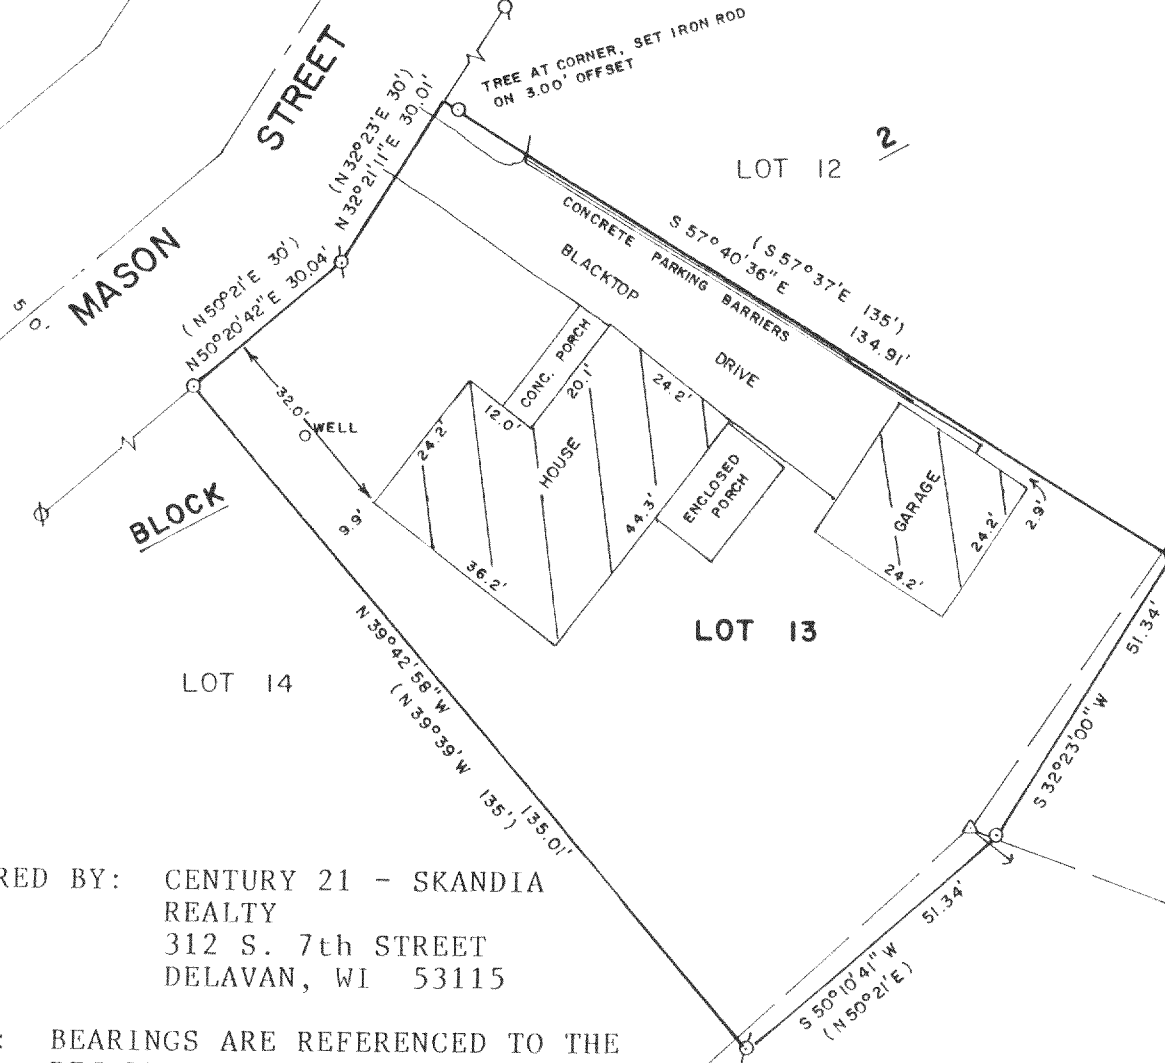 TREE AT CORNER, SET IRON ROD
ON 3.00' OFFSET
STREET
(N 32°23'E 30')
N 32°21'11"E 30.01'
2
LOT 12
MASON
50'
(N 50°21'E 30')
N 50°20'42"E 30.04'
CONCRETE PARKING BARRIERS
S 57°40'36"E
(S 57°37'E 135')
134.91'
BLACKTOP
DRIVE
CONC. PORCH
20.1'
24.2'
12.0'
32.0'
WELL
24.2'
HOUSE
ENCLOSED
PORCH
44.3'
GARAGE
24.2'
24.2'
2.9'
BLOCK
9.9'
36.2'
LOT 13
51.34'
S 32°23'00"W
LOT 14
N 39°42'58"W
(N 39°39'W 135')
135.01'
51.34'
S 50°10'41"W
(N 50°21'E)
RED BY: CENTURY 21 - SKANDIA
REALTY
312 S. 7th STREET
DELAVAN, WI 53115
: BEARINGS ARE REFERENCED TO THE